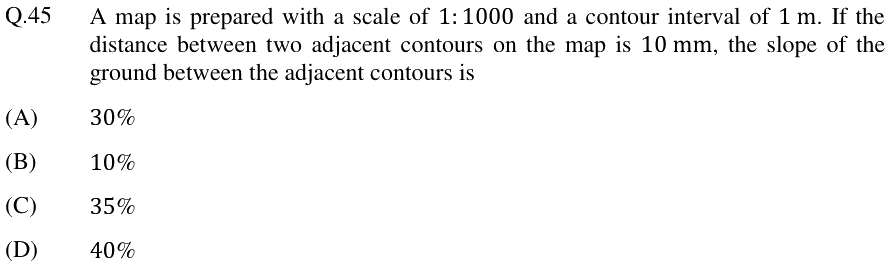 Q.45 A map is prepared with a scale of 1:1000 and a contour interval of 1 m. If the
distance between two adjacent contours on the map is 10 mm, the slope of the
ground between the adjacent contours is
(A) 30%
(B) 10%
(C) 35%
(D) 40%